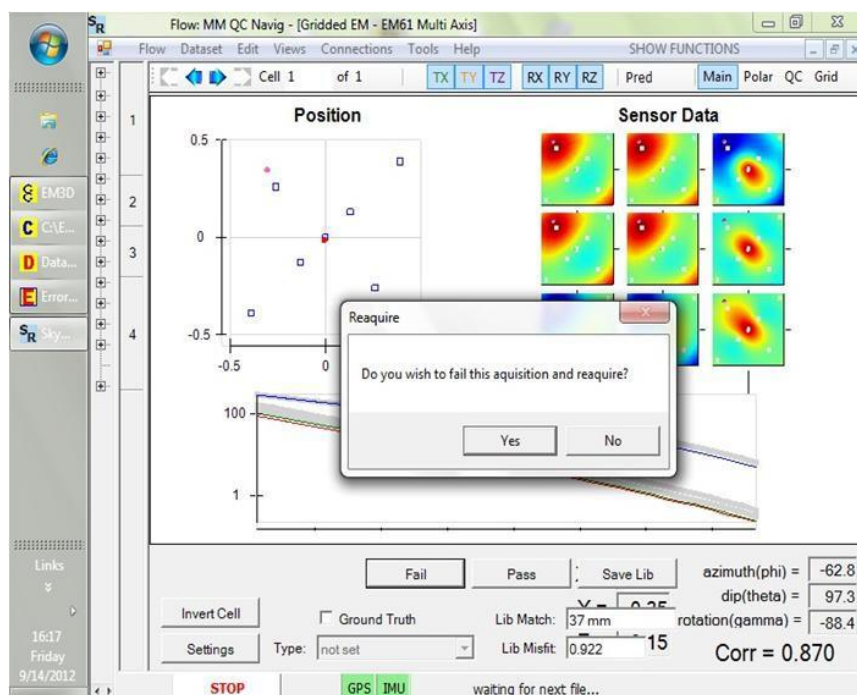 Flow: MM QC Navig - [Gridded EM - EM61 Multi Axis]
Flow Dataset Edit Views Connections Tools Help SHOW FUNCTIONS
Cell 1 of 1 TX TY TZ RX RY RZ Pred Main Polar QC Grid
1
2
3
4
EM3D
C C:\E...
D Data...
E Error...
SR Sky...
Position
0.5
0
-0.5
-0.5 0
Sensor Data
Reaquire
Do you wish to fail this aquisition and reaquire?
Yes No
100
1
Fail Pass Save Lib
Invert Cell
Settings
Ground Truth
Type: not set
Lib Match: 37 mm
Lib Misfit: 0.922
15
azimuth(phi) = -62.8
dip(theta) = 97.3
rotation(gamma) = -88.4
Corr = 0.870
Links
16:17
Friday
9/14/2012
STOP GPS IMU waiting for next file...